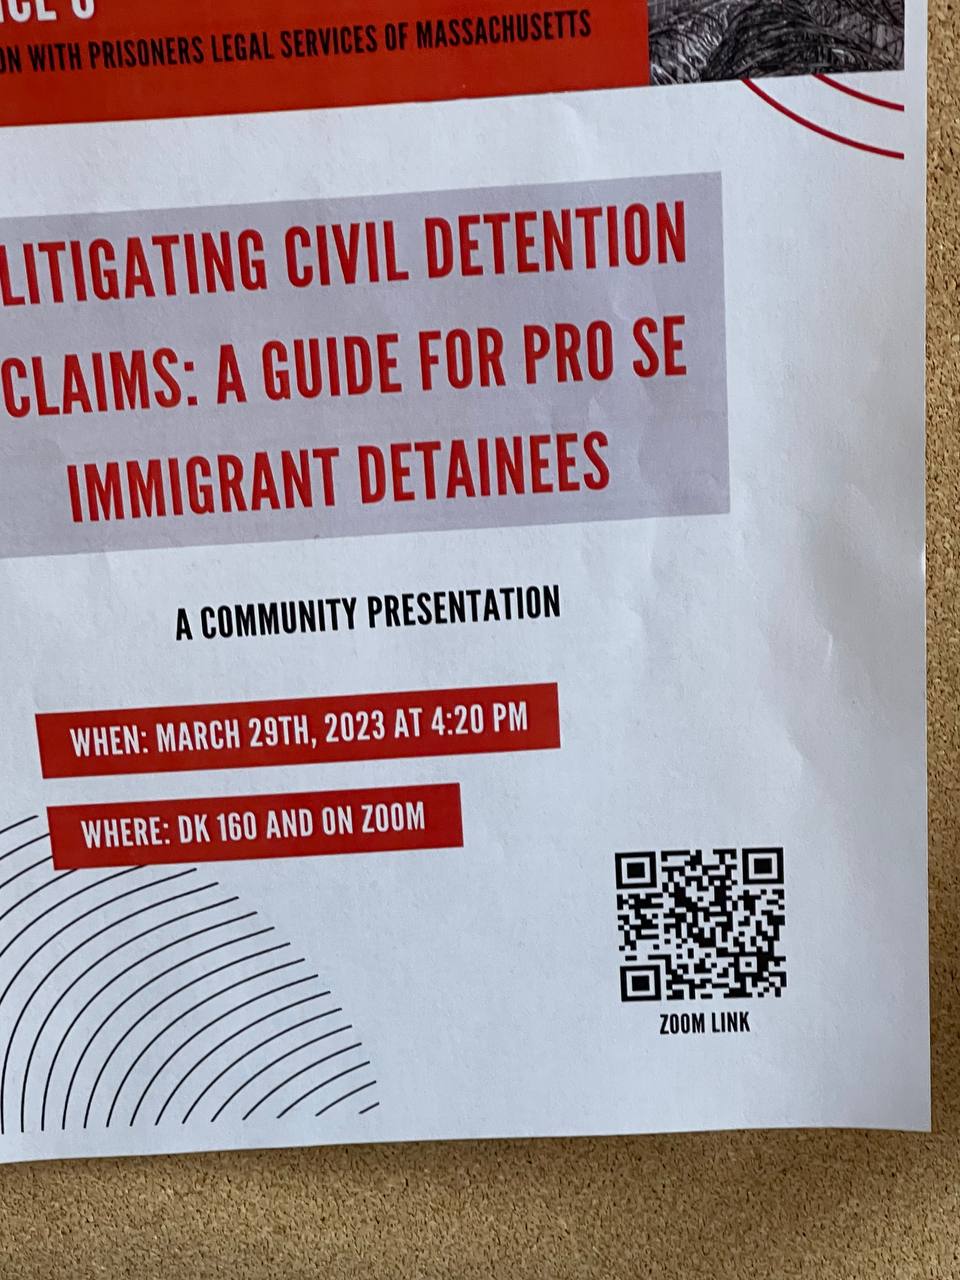 WITH PRISONERS LEGAL SERVICES OF MASSACHUSETTS
LITIGATING CIVIL DETENTION
CLAIMS: A GUIDE FOR PRO SE
IMMIGRANT DETAINEES
A COMMUNITY PRESENTATION
WHEN: MARCH 29TH, 2023 AT 4:20 PM
WHERE: DK 160 AND ON ZOOM
ZOOM LINK